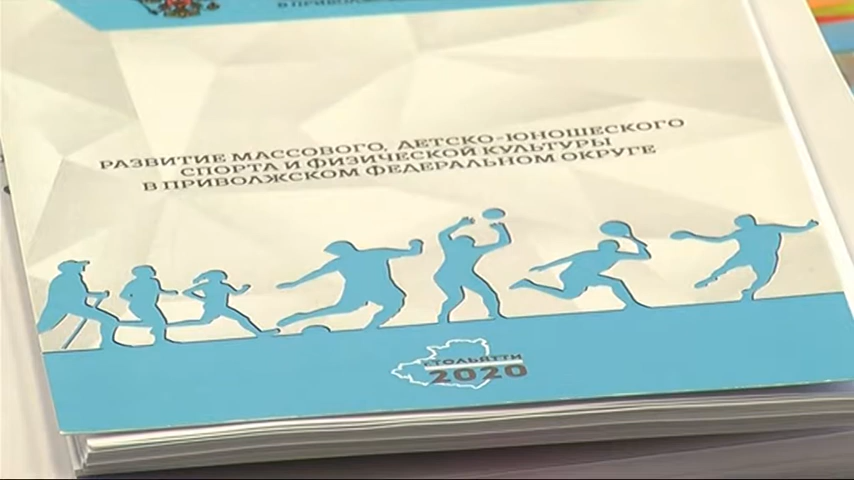 РАЗВИТИЕ МАССОВОГО, ДЕТСКО-ЮНОШЕСКОГО
СПОРТА И ФИЗИЧЕСКОЙ КУЛЬТУРЫ
В ПРИВОЛЖСКОМ ФЕДЕРАЛЬНОМ ОКРУГЕ
ТОЛЬЯТТИ
2020